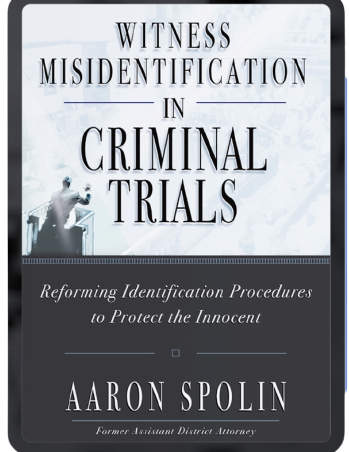 WITNESS
MISIDENTIFICATION
IN
CRIMINAL
TRIALS
Reforming Identification Procedures
to Protect the Innocent
AARON SPOLIN
Former Assistant District Attorney